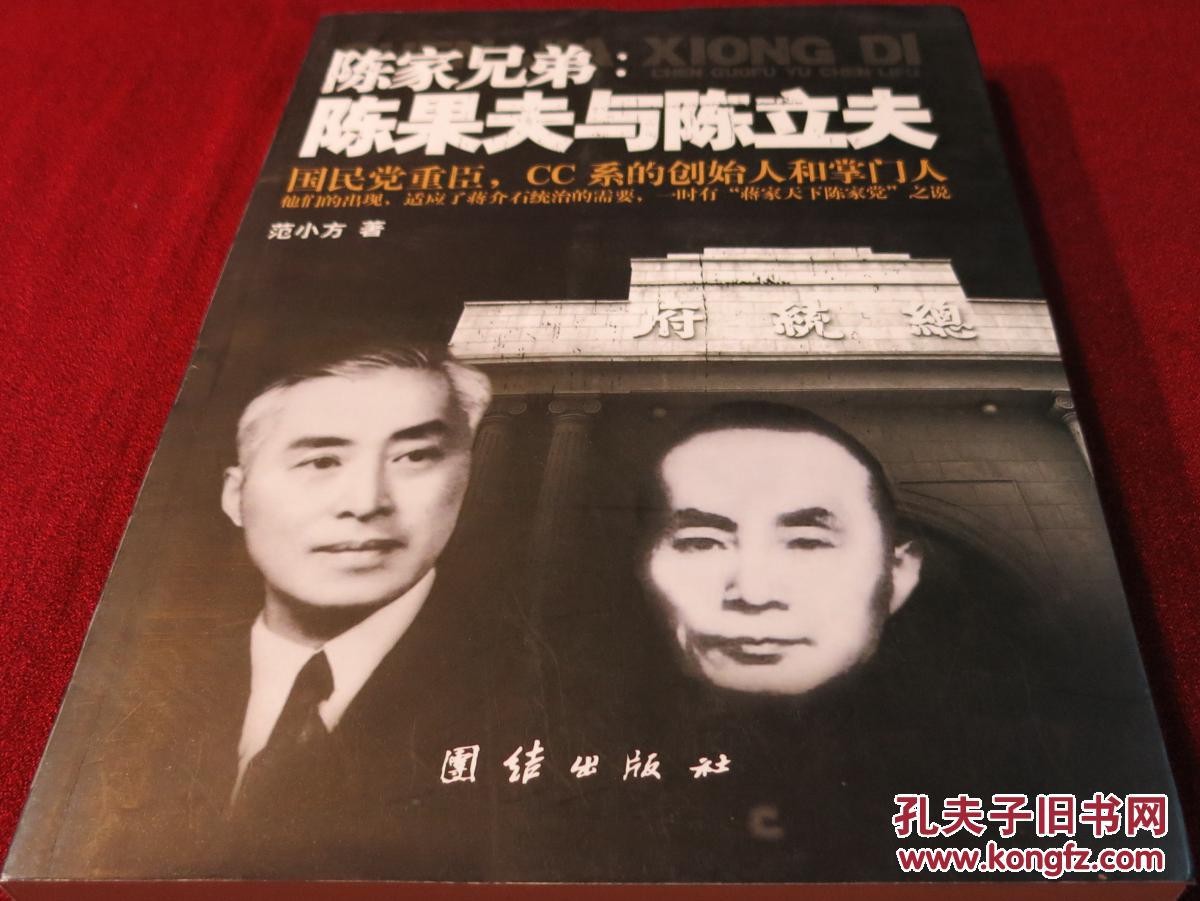 XIONG DI
CHEN GUOFU YU CHEN LIFU
陈家兄弟：
陈果夫与陈立夫
国民党重臣，CC系的创始人和掌门人
他们的出现，适应了蒋介石统治的需要，一时有“蒋家天下陈家党”之说
范小方 著
府統總
團结出版社
C
孔夫子旧书网
www.kongfz.com